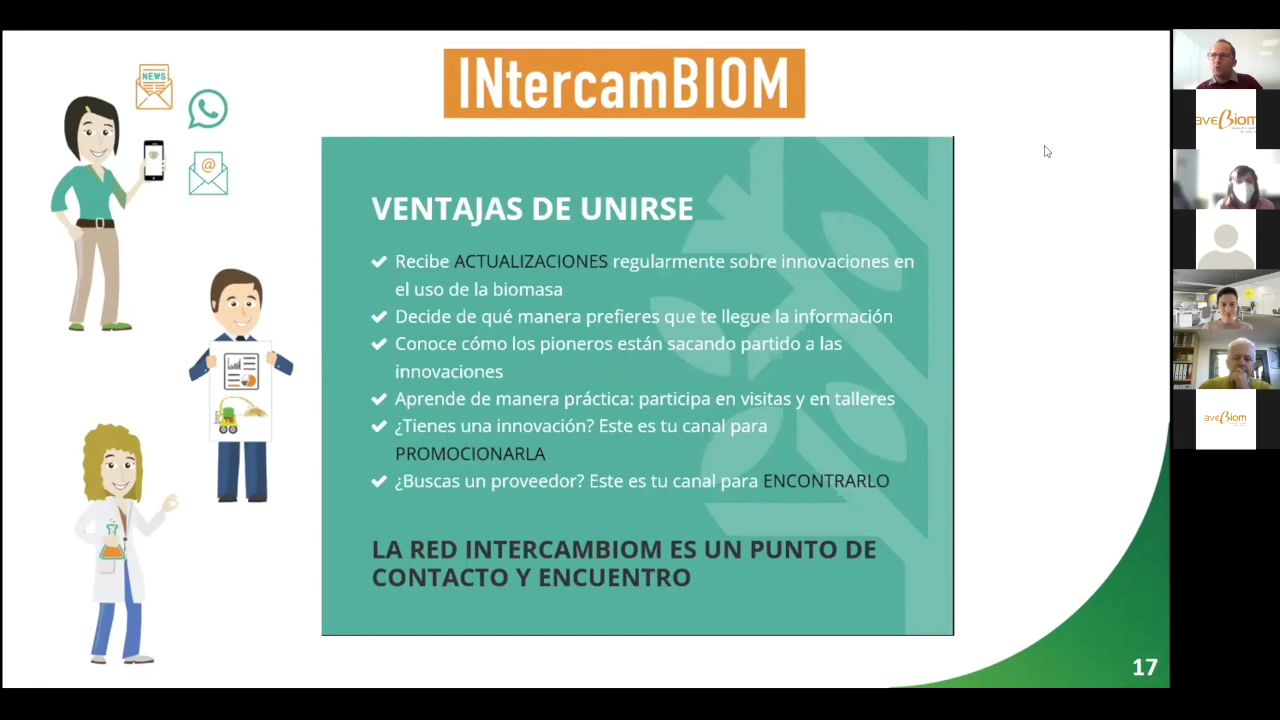 INtercamBIOM
NEWS
@
VENTAJAS DE UNIRSE
Recibe ACTUALIZACIONES regularmente sobre innovaciones en
el uso de la biomasa
Decide de qué manera prefieres que te llegue la información
Conoce cómo los pioneros están sacando partido a las
innovaciones
Aprende de manera práctica: participa en visitas y en talleres
¿Tienes una innovación? Este es tu canal para
PROMOCIONARLA
¿Buscas un proveedor? Este es tu canal para ENCONTRARLO
LA RED INTERCAMBIOM ES UN PUNTO DE
CONTACTO Y ENCUENTRO
17
aveBiom
aveBiom